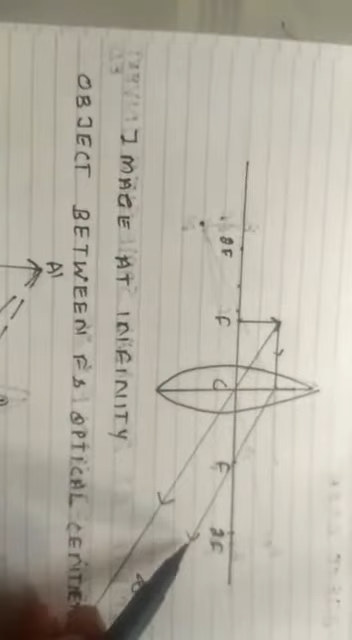 2F
F
C
F
2F
IMAGE AT INFINITY
OBJECT BETWEEN F & OPTICAL CENTRE
A'